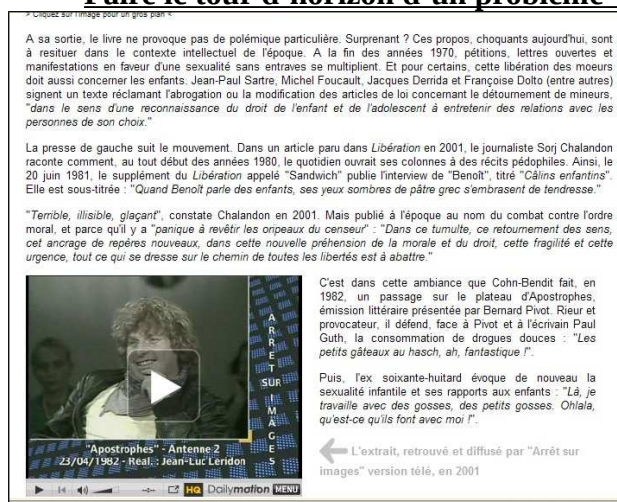 Faire le tour d'horizon d'un problème
> Cliquez sur l'image pour un gros plan <
A sa sortie, le livre ne provoque pas de polémique particulière. Surprenant ? Ces propos, choquants aujourd'hui, sont
à resituer dans le contexte intellectuel de l'époque. A la fin des années 1970, pétitions, lettres ouvertes et
manifestations en faveur d'une sexualité sans entraves se multiplient. Et pour certains, cette libération des moeurs
doit aussi concerner les enfants. Jean-Paul Sartre, Michel Foucault, Jacques Derrida et Françoise Dolto (entre autres)
signent un texte réclamant l'abrogation ou la modification des articles de loi concernant le détournement de mineurs,
"dans le sens d'une reconnaissance du droit de l'enfant et de l'adolescent à entretenir des relations avec les
personnes de son choix."
La presse de gauche suit le mouvement. Dans un article paru dans Libération en 2001, le journaliste Sorj Chalandon
raconte comment, au tout début des années 1980, le quotidien ouvrait ses colonnes à des récits pédophiles. Ainsi, le
20 juin 1981, le supplément du Libération appelé "Sandwich" publie l'interview de "Benoît", titré "Câlins enfantins".
Elle est sous-titrée : "Quand Benoît parle des enfants, ses yeux sombres de pâtre grec s'embrasent de tendresse."
"Terrible, illisible, glaçant", constate Chalandon en 2001. Mais publié à l'époque au nom du combat contre l'ordre
moral, et parce qu'il y a "panique à revêtir les oripeaux du censeur" : "Dans ce tumulte, ce retournement des sens,
cet ancrage de repères nouveaux, dans cette nouvelle préhension de la morale et du droit, cette fragilité et cette
urgence, tout ce qui se dresse sur le chemin de toutes les libertés est à abattre."
C'est dans cette ambiance que Cohn-Bendit fait, en
1982, un passage sur le plateau d'Apostrophes,
émission littéraire présentée par Bernard Pivot. Rieur et
provocateur, il défend, face à Pivot et à l'écrivain Paul
Guth, la consommation de drogues douces : "Les
petits gâteaux au hasch, ah, fantastique !".
Puis, l'ex soixante-huitard évoque de nouveau la
sexualité infantile et ses rapports aux enfants : "Là, je
travaille avec des gosses, des petits gosses. Ohlala,
qu'est-ce qu'ils font avec moi !".
L'extrait, retrouvé et diffusé par "Arrêt sur
images" version télé, en 2001
ARRET
SUR
IMAGES
"Apostrophes" - Antenne 2
23/04/1982 - Réal. : Jean-Luc Léridon
HQ Dailymotion MENU